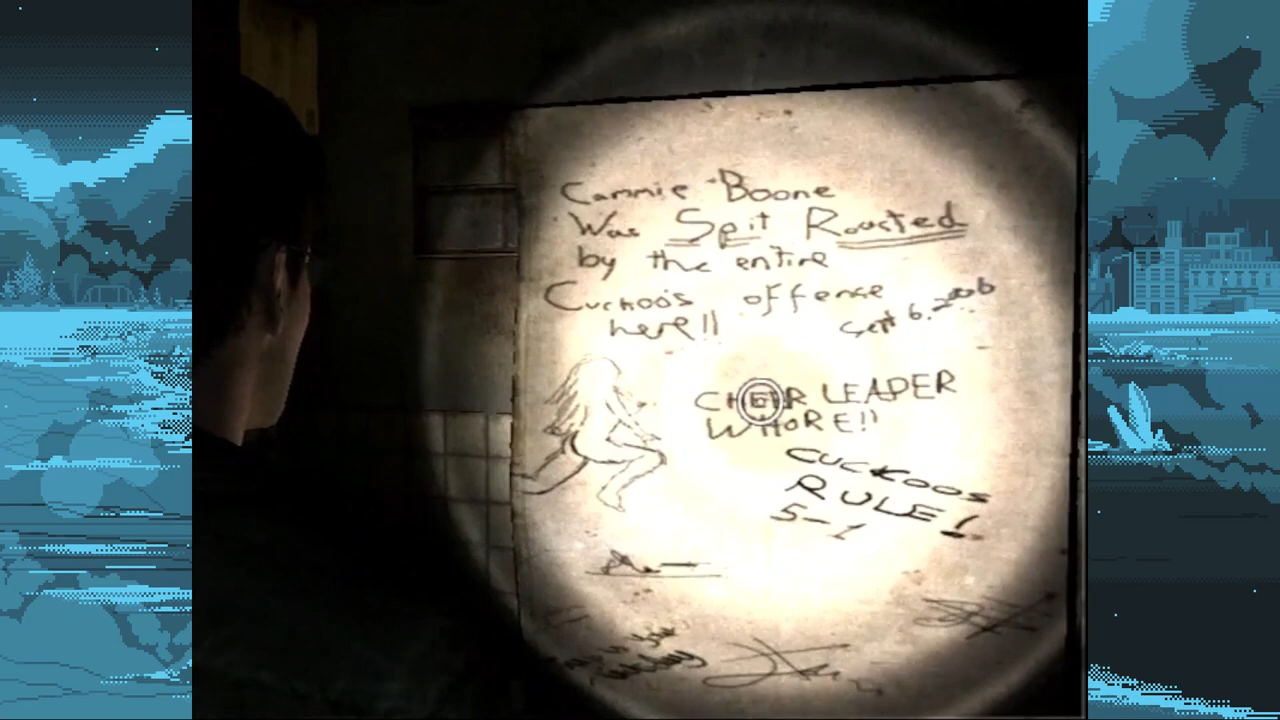 Cammie Boone
Was Spit Roasted
by the entire
Cuckoo's offense
here!!
Sept 6. 2006
CHEER LEADER
WHORE!!
CUCKOOS
RULE!
5-1